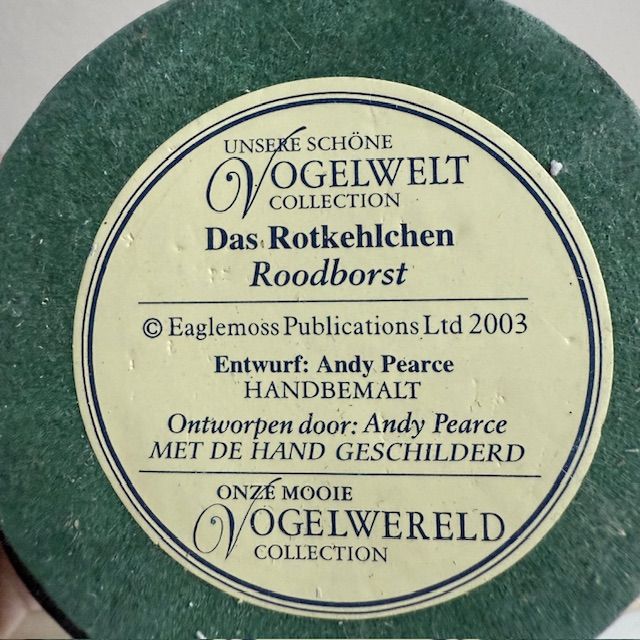 UNSERE SCHÖNE
VOGELWELT
COLLECTION
Das Rotkehlchen
Roodborst
© Eaglemoss Publications Ltd 2003
Entwurf: Andy Pearce
HANDBEMALT
Ontworpen door: Andy Pearce
MET DE HAND GESCHILDERD
ONZE MOOIE
VOGELWERELD
COLLECTION